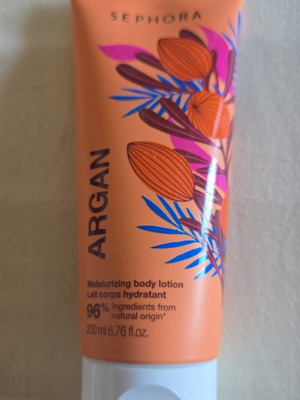 SEPHORA
ARGAN
Moisturizing body lotion
Lait corps hydratant
96% ingredients from
natural origin*
200 ml 6.76 fl.oz.